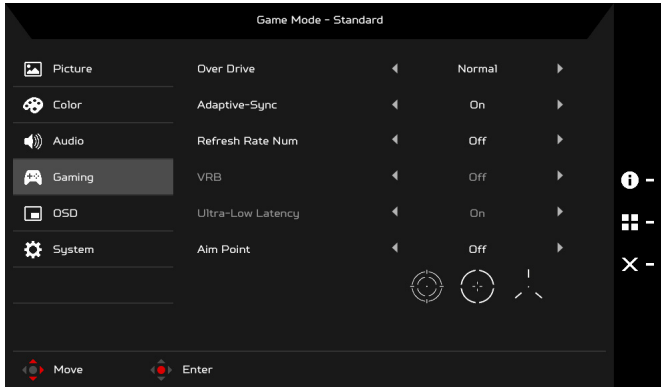 Game Mode - Standard
Picture
Over Drive Normal
Color
Adaptive-Sync On
Audio
Refresh Rate Num Off
Gaming
VRB Off
OSD
Ultra-Low Latency On
System
Aim Point Off
Move Enter